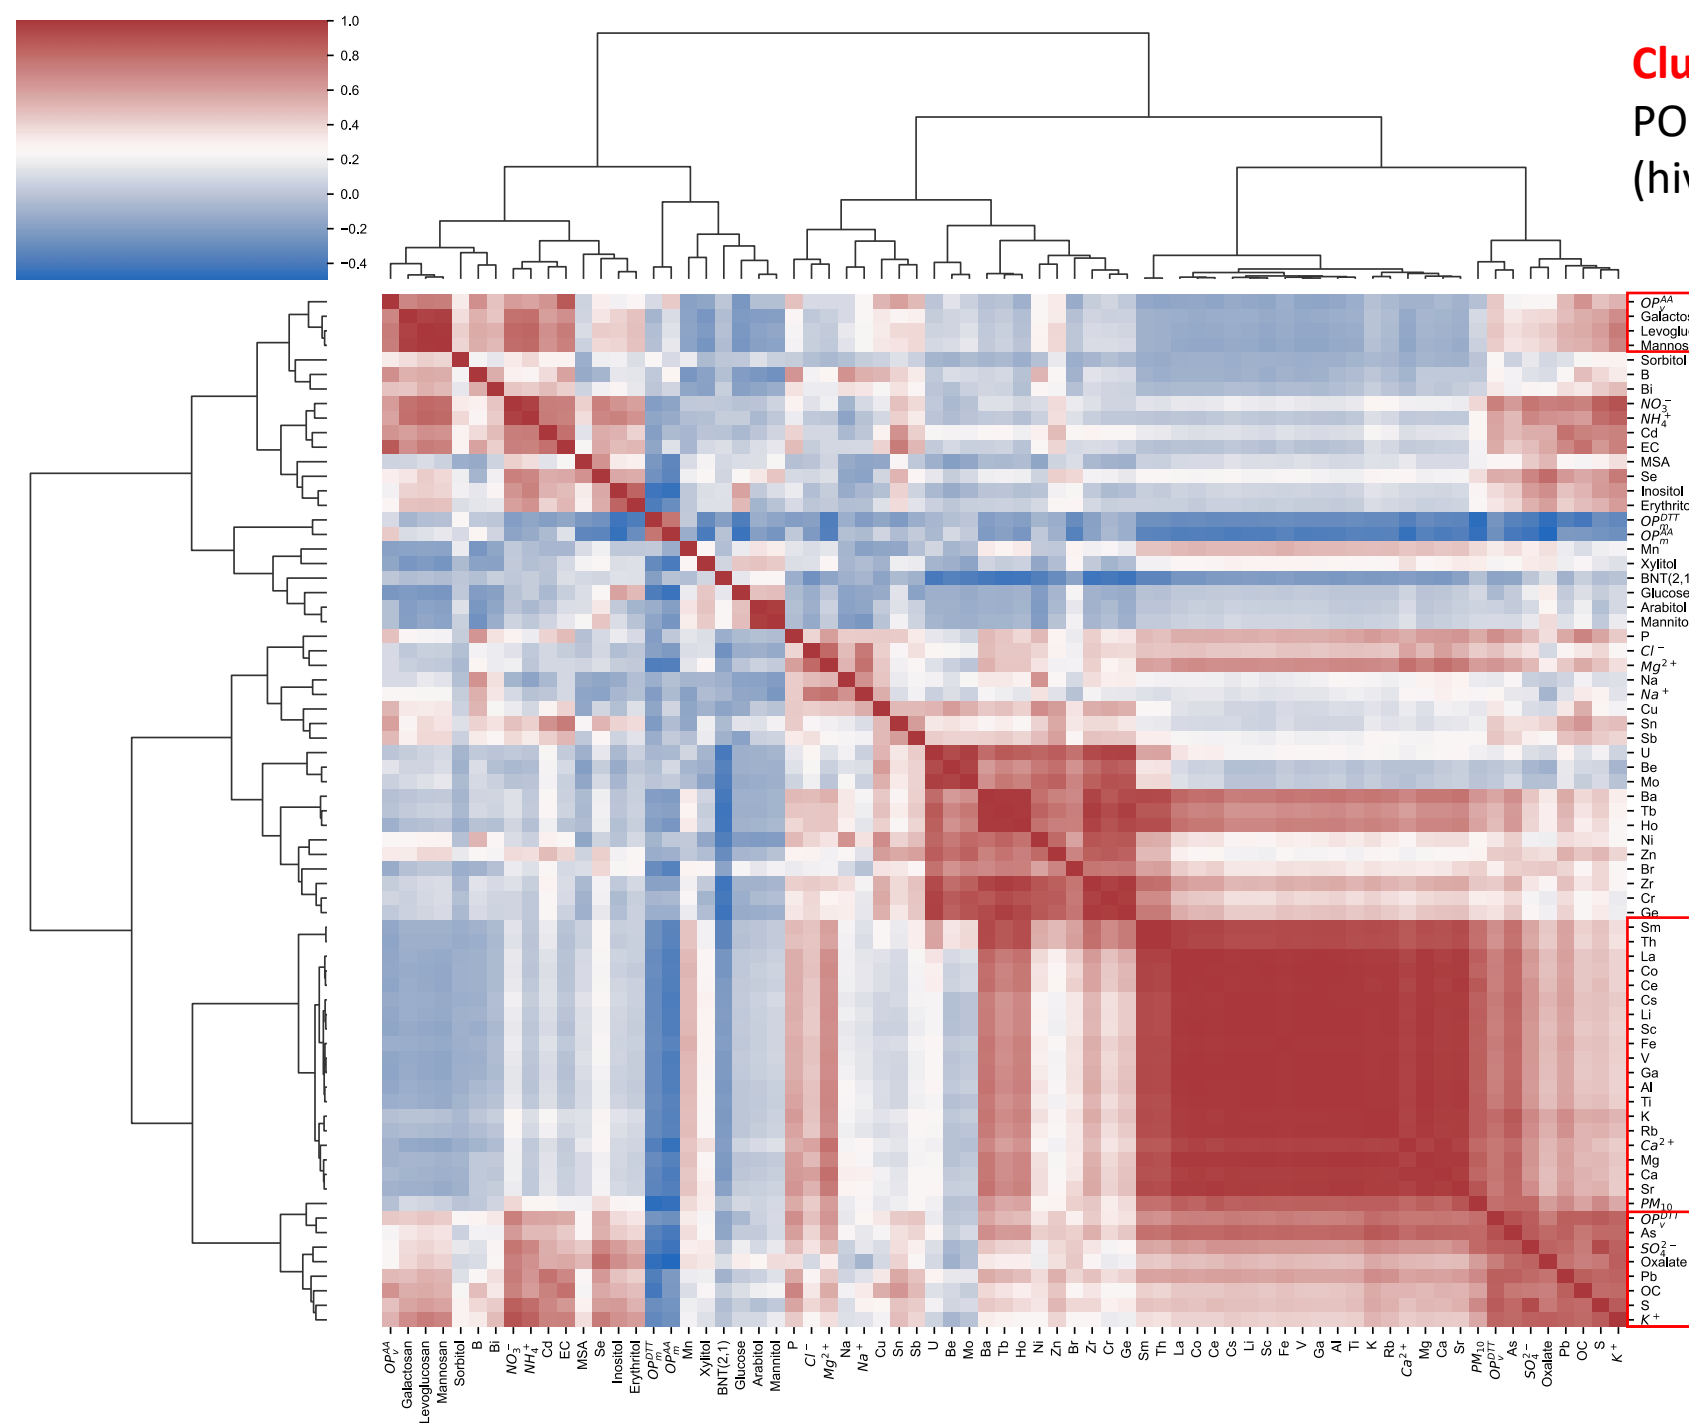 1.0
0.8
0.6
0.4
0.2
0.0
−0.2
−0.4
Clu
PO
(hiv
OP_v^AA
Galactos
Levoglu
Mannos
Sorbitol
B
Bi
NO_3^−
NH_4^+
Cd
EC
MSA
Se
Inositol
Erythrito
OP_m^DTT
OP_m^AA
Mn
Xylitol
BNT(2,1
Glucose
Arabitol
Mannito
P
Cl^−
Mg^2+
Na
Na^+
Cu
Sn
Sb
U
Be
Mo
Ba
Tb
Ho
Ni
Zn
Br
Zr
Cr
Ge
Sm
Th
La
Co
Ce
Cs
Li
Sc
Fe
V
Ga
Al
Ti
K
Rb
Ca^2+
Mg
Ca
Sr
PM_10
OP_v^DTT
As
SO_4^2−
Oxalate
Pb
OC
S
K^+
OP_v^AA
Galactosan
Levoglucosan
Mannosan
Sorbitol
B
Bi
NO_3^−
NH_4^+
Cd
EC
MSA
Se
Inositol
Erythritol
OP_m^DTT
OP_m^AA
Mn
Xylitol
BNT(2,1)
Glucose
Arabitol
Mannitol
P
Cl^−
Mg^2+
Na
Na^+
Cu
Sn
Sb
U
Be
Mo
Ba
Tb
Ho
Ni
Zn
Br
Zr
Cr
Ge
Sm
Th
La
Co
Ce
Cs
Li
Sc
Fe
V
Ga
Al
Ti
K
Rb
Ca^2+
Mg
Ca
Sr
PM_10
OP_v^DTT
As
SO_4^2−
Oxalate
Pb
OC
S
K^+